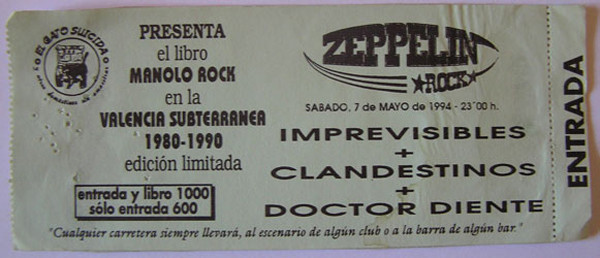 EL GATO SUICIDA
PRESENTA
el libro
MANOLO ROCK
en la
VALENCIA SUBTERRANEA
1980-1990
edición limitada
entrada y libro 1000
sólo entrada 600
ZEPPELIN
ROCK
SABADO, 7 de MAYO de 1994 - 23'00 h.
IMPREVISIBLES
+
CLANDESTINOS
+
DOCTOR DIENTE
"Cualquier carretera siempre llevará, al escenario de algún club o a la barra de algún bar."
ENTRADA